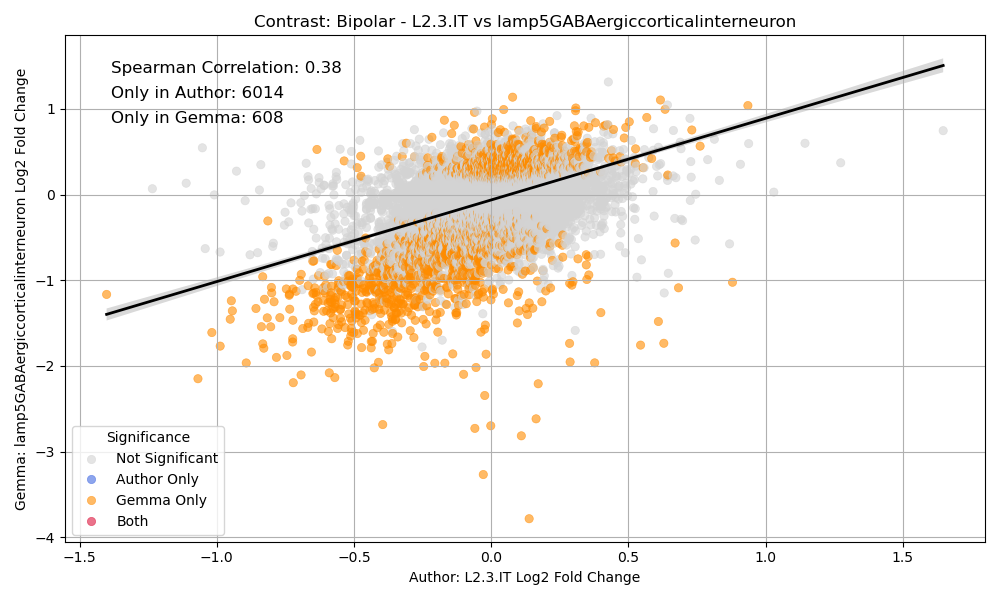 Contrast: Bipolar - L2.3.IT vs lamp5GABAergiccorticalinterneuron
Spearman Correlation: 0.38
Only in Author: 6014
Only in Gemma: 608
Gemma: lamp5GABAergiccorticalinterneuron Log2 Fold Change
1
0
−1
−2
−3
−4
Significance
Not Significant
Author Only
Gemma Only
Both
−1.5 −1.0 −0.5 0.0 0.5 1.0 1.5
Author: L2.3.IT Log2 Fold Change